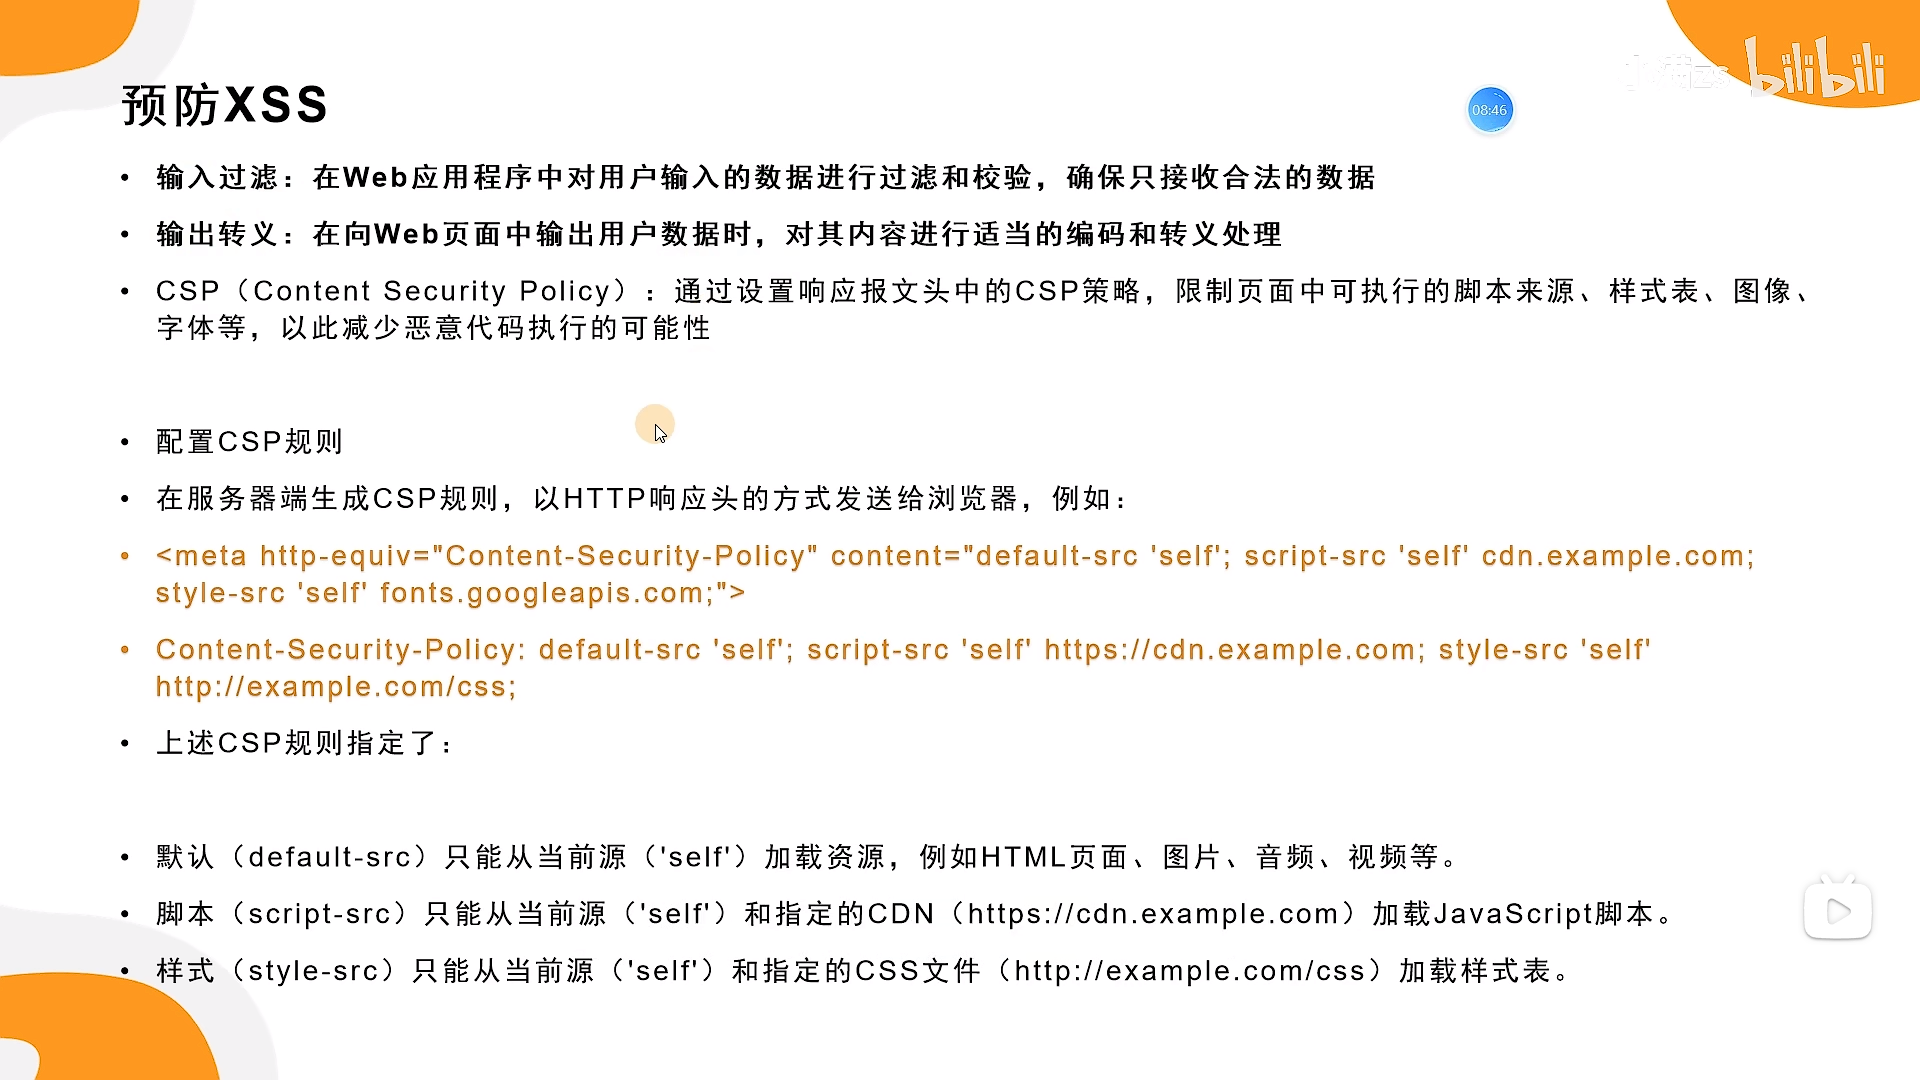 预防XSS
08:46
bilibili
• 输入过滤：在Web应用程序中对用户输入的数据进行过滤和校验，确保只接收合法的数据
• 输出转义：在向Web页面中输出用户数据时，对其内容进行适当的编码和转义处理
• CSP（Content Security Policy）：通过设置响应报文头中的CSP策略，限制页面中可执行的脚本来源、样式表、图像、
字体等，以此减少恶意代码执行的可能性
• 配置CSP规则
• 在服务器端生成CSP规则，以HTTP响应头的方式发送给浏览器，例如：
• <meta http-equiv="Content-Security-Policy" content="default-src 'self'; script-src 'self' cdn.example.com;
style-src 'self' fonts.googleapis.com;">
• Content-Security-Policy: default-src 'self'; script-src 'self' https://cdn.example.com; style-src 'self'
http://example.com/css;
• 上述CSP规则指定了：
• 默认（default-src）只能从当前源（'self'）加载资源，例如HTML页面、图片、音频、视频等。
• 脚本（script-src）只能从当前源（'self'）和指定的CDN（https://cdn.example.com）加载JavaScript脚本。
• 样式（style-src）只能从当前源（'self'）和指定的CSS文件（http://example.com/css）加载样式表。